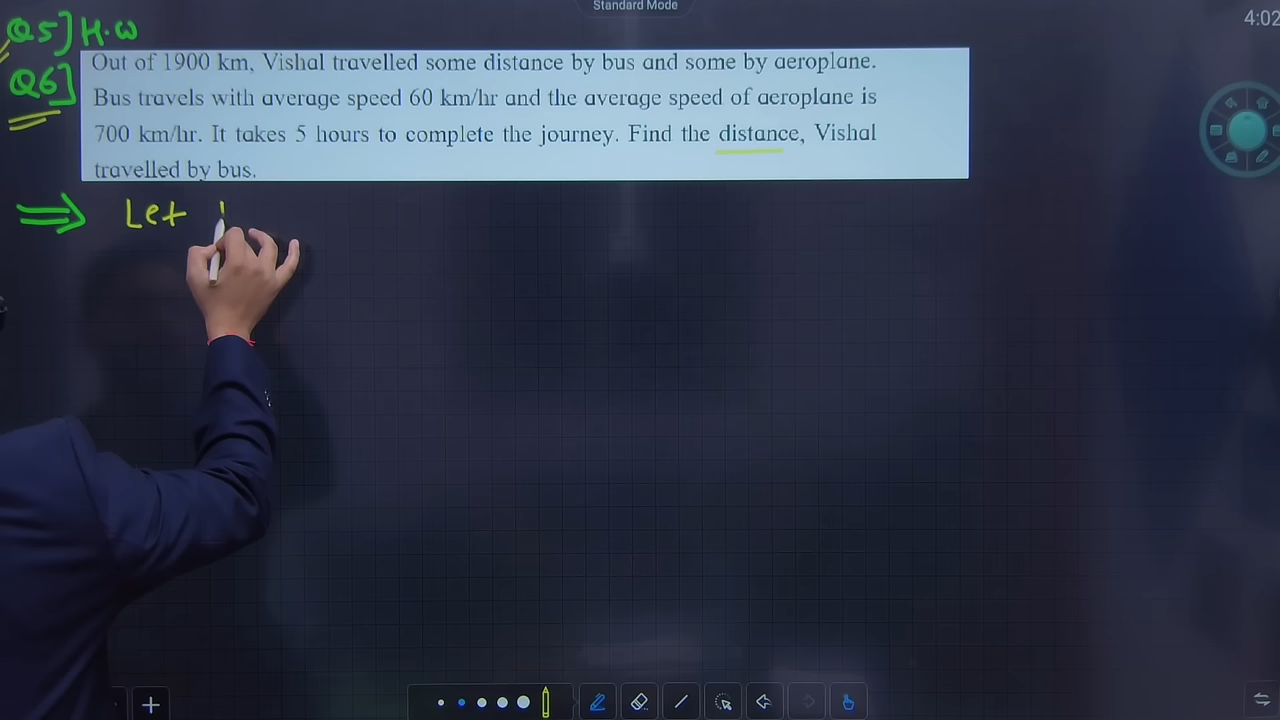 Standard Mode
4:02
Q5] H.W
Q6]
Out of 1900 km, Vishal travelled some distance by bus and some by aeroplane.
Bus travels with average speed 60 km/hr and the average speed of aeroplane is
700 km/hr. It takes 5 hours to complete the journey. Find the distance, Vishal
travelled by bus.
⇒ Let